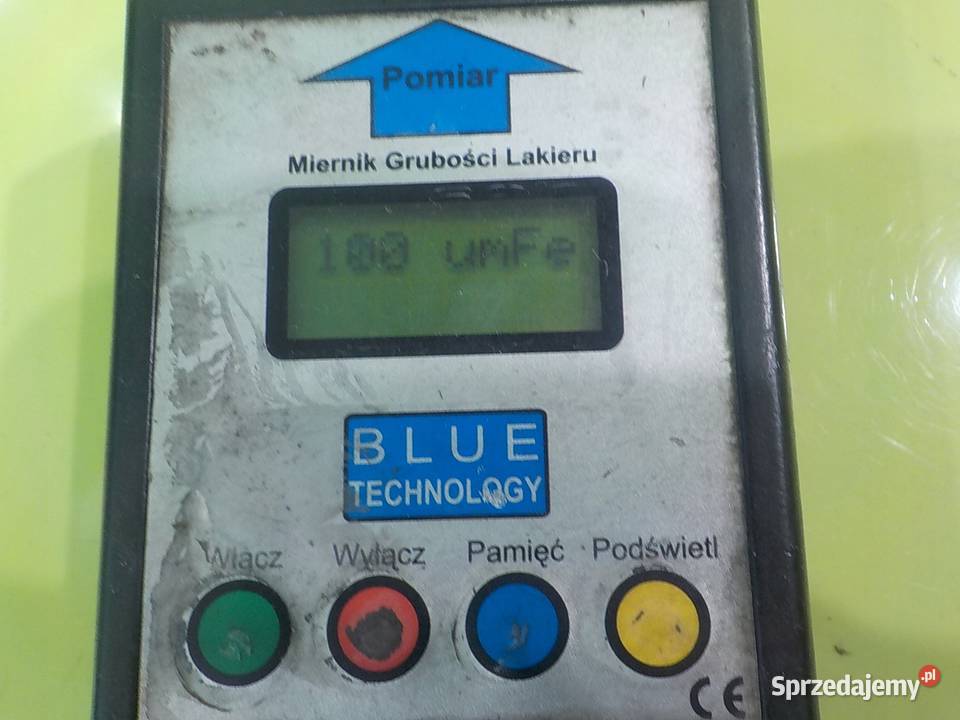 Pomiar
Miernik Grubości Lakieru
100 umFe
BLUE
TECHNOLOGY
Włącz Wyłącz Pamięć Podświetl
CE
Sprzedajemy.pl